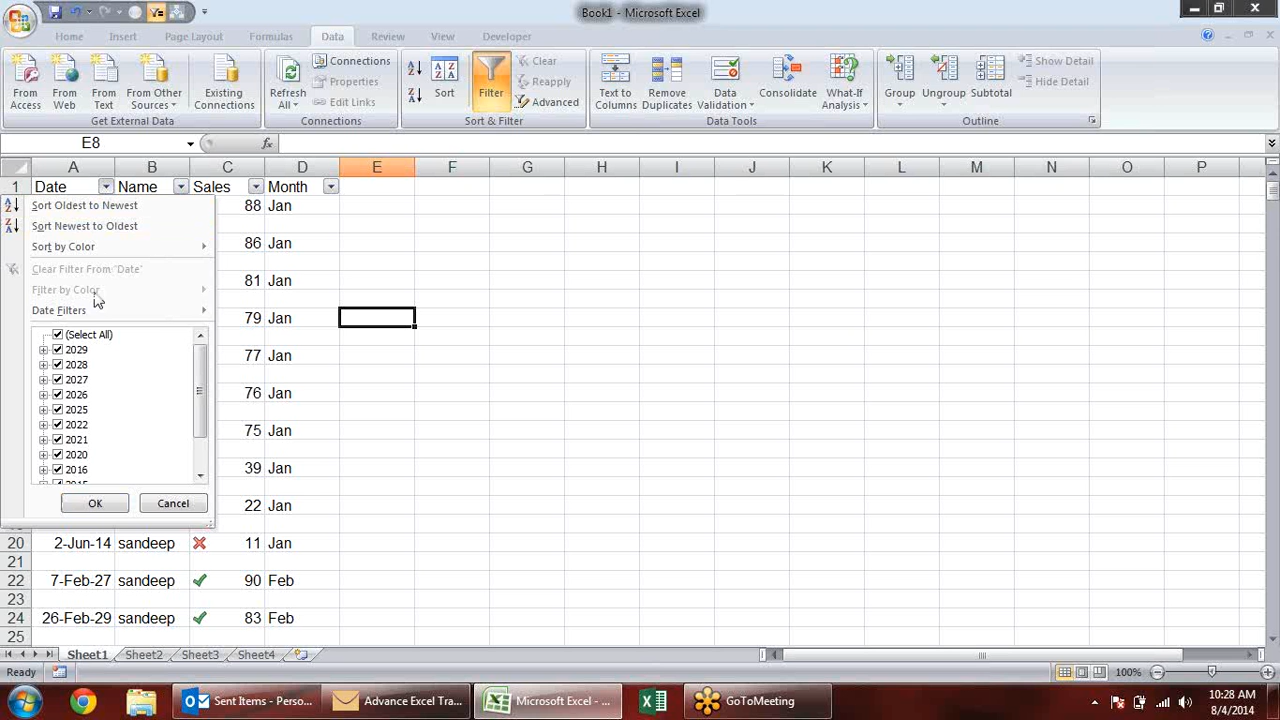 Book1 - Microsoft Excel
Home Insert Page Layout Formulas Data Review View Developer
From Access
From Web
From Text
From Other Sources
Existing Connections
Get External Data
Refresh All
Connections
Properties
Edit Links
Connections
Sort
Filter
Clear
Reapply
Advanced
Sort & Filter
Text to Columns
Remove Duplicates
Data Validation
Consolidate
What-If Analysis
Data Tools
Group
Ungroup
Subtotal
Show Detail
Hide Detail
Outline
E8 fx
A B C D E F G H I J K L M N O P
1 Date Name Sales Month
Sort Oldest to Newest
Sort Newest to Oldest
Sort by Color
Clear Filter From "Date"
Filter by Color
Date Filters
(Select All)
2029
2028
2027
2026
2025
2022
2021
2020
2016
2015
OK Cancel
88 Jan
86 Jan
81 Jan
79 Jan
77 Jan
76 Jan
75 Jan
39 Jan
22 Jan
20 2-Jun-14 sandeep 11 Jan
21
22 7-Feb-27 sandeep 90 Feb
23
24 26-Feb-29 sandeep 83 Feb
25
Sheet1 Sheet2 Sheet3 Sheet4
Ready 100%
Sent Items - Perso... Advance Excel Tra... Microsoft Excel - ... GoToMeeting
10:28 AM
8/4/2014